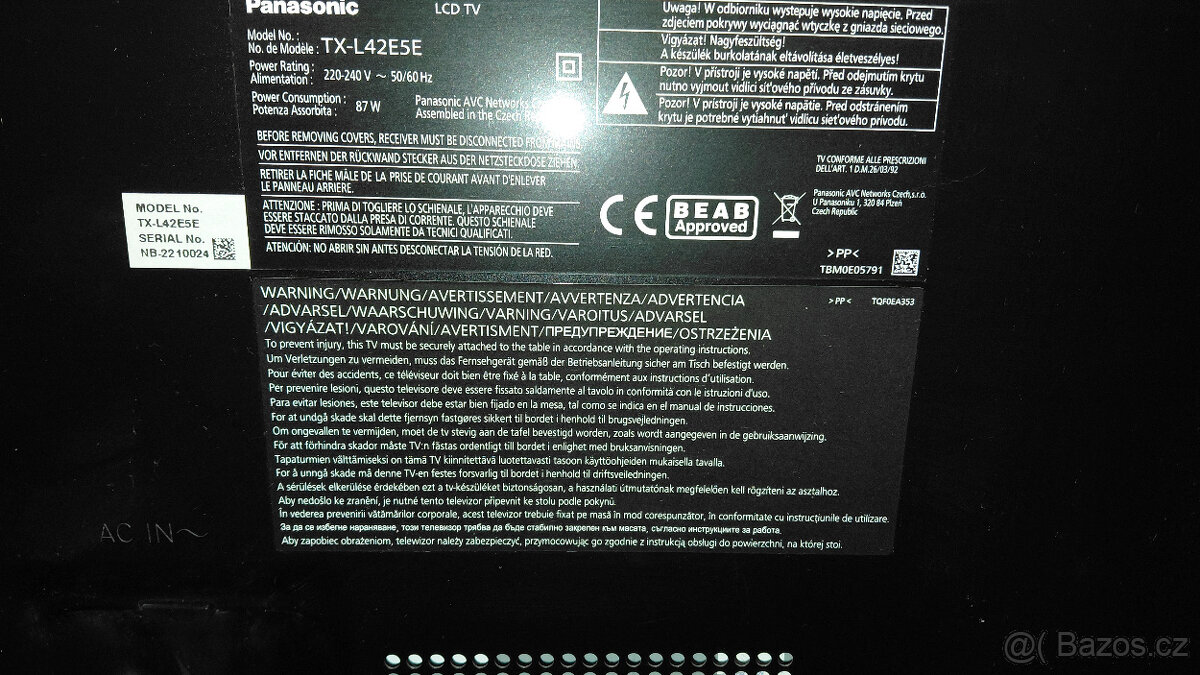 Panasonic
LCD TV
Model No. :
No. de Modèle : TX-L42E5E
Power Rating :
Alimentation : 220-240 V ~ 50/60 Hz
Power Consumption :
Potenza Assorbita : 87 W
Panasonic AVC Networks
Assembled in the Czech
BEFORE REMOVING COVERS, RECEIVER MUST BE DISCONNECTED FROM
VOR ENTFERNEN DER RÜCKWAND STECKER AUS DER NETZSTECKDOSE ZIEHEN.
RETIRER LA FICHE MÂLE DE LA PRISE DE COURANT AVANT D'ENLEVER
LE PANNEAU ARRIÈRE.
ATTENZIONE : PRIMA DI TOGLIERE LO SCHIENALE, L'APPARECCHIO DEVE
ESSERE STACCATO DALLA PRESA DI CORRENTE. QUESTO SCHIENALE
DEVE ESSERE RIMOSSO SOLAMENTE DA TECNICI QUALIFICATI.
ATENCIÓN: NO ABRIR SIN ANTES DESCONECTAR LA TENSIÓN DE LA RED.
Uwaga! W odbiorniku występuje wysokie napięcie. Przed
zdjęciem pokrywy wyciągnąć wtyczkę z gniazda sieciowego.
Vigyázat! Nagyfeszültség!
A készülék burkolatának eltávolítása életveszélyes!
Pozor! V přístroji je vysoké napětí. Před odejmutím krytu
nutno vyjmout vidlici síťového přívodu ze zásuvky.
Pozor! V prístroji je vysoké napätie. Pred odstránením
krytu je potrebné vytiahnuť vidlicu sieťového prívodu.
TV CONFORME ALLE PRESCRIZIONI
DELL'ART. 1 D.M.26/03/92
CE
BEAB
Approved
Panasonic AVC Networks Czech,s.r.o.
U Panasoniku 1, 320 84 Plzeň
Czech Republic
>PP<
TBM0E05791
MODEL No.
TX-L42E5E
SERIAL No.
NB-2210024
WARNING/WARNUNG/AVERTISSEMENT/AVVERTENZA/ADVERTENCIA
/ADVARSEL/WAARSCHUWING/VARNING/VAROITUS/ADVARSEL
/VIGYÁZAT!/VAROVÁNÍ/AVERTISMENT/ПРЕДУПРЕЖДЕНИЕ/OSTRZEŻENIA
>PP< TQF0EA353
To prevent injury, this TV must be securely attached to the table in accordance with the operating instructions.
Um Verletzungen zu vermeiden, muss das Fernsehgerät gemäß der Betriebsanleitung sicher am Tisch befestigt werden.
Pour éviter des accidents, ce téléviseur doit bien être fixé à la table, conformément aux instructions d'utilisation.
Per prevenire lesioni, questo televisore deve essere fissato saldamente al tavolo in conformità con le istruzioni d'uso.
Para evitar lesiones, este televisor debe estar bien fijado en la mesa, tal como se indica en el manual de instrucciones.
For at undgå skade skal dette fjernsyn fastgøres sikkert til bordet i henhold til brugsvejledningen.
Om ongevallen te vermijden, moet de tv stevig aan de tafel bevestigd worden, zoals wordt aangegeven in de gebruiksaanwijzing.
För att förhindra skador måste TV:n fästas ordentligt till bordet i enlighet med bruksanvisningen.
Tapaturmien välttämiseksi on tämä TV kiinnitettävä luotettavasti tasoon käyttöohjeiden mukaisella tavalla.
For å unngå skade må denne TV-en festes forsvarlig til bordet i henhold til driftsveiledningen.
A sérülések elkerülése érdekében ezt a tv-készüléket biztonságosan, a használati útmutatónak megfelelően kell rögzíteni az asztalhoz.
Aby nedošlo ke zranění, je nutné tento televizor připevnit ke stolu podle pokynů.
În vederea prevenirii vătămărilor corporale, acest televizor trebuie fixat pe masă în mod corespunzător, în conformitate cu instrucţiunile de utilizare.
За да се избегне нараняване, този телевизор трябва да бъде стабилно закрепен към масата, съгласно инструкциите за работа.
Aby zapobiec obrażeniom, telewizor należy zabezpieczyć, przymocowując go zgodnie z instrukcją obsługi do powierzchni, na której stoi.
AC IN~
@( Bazoš.cz